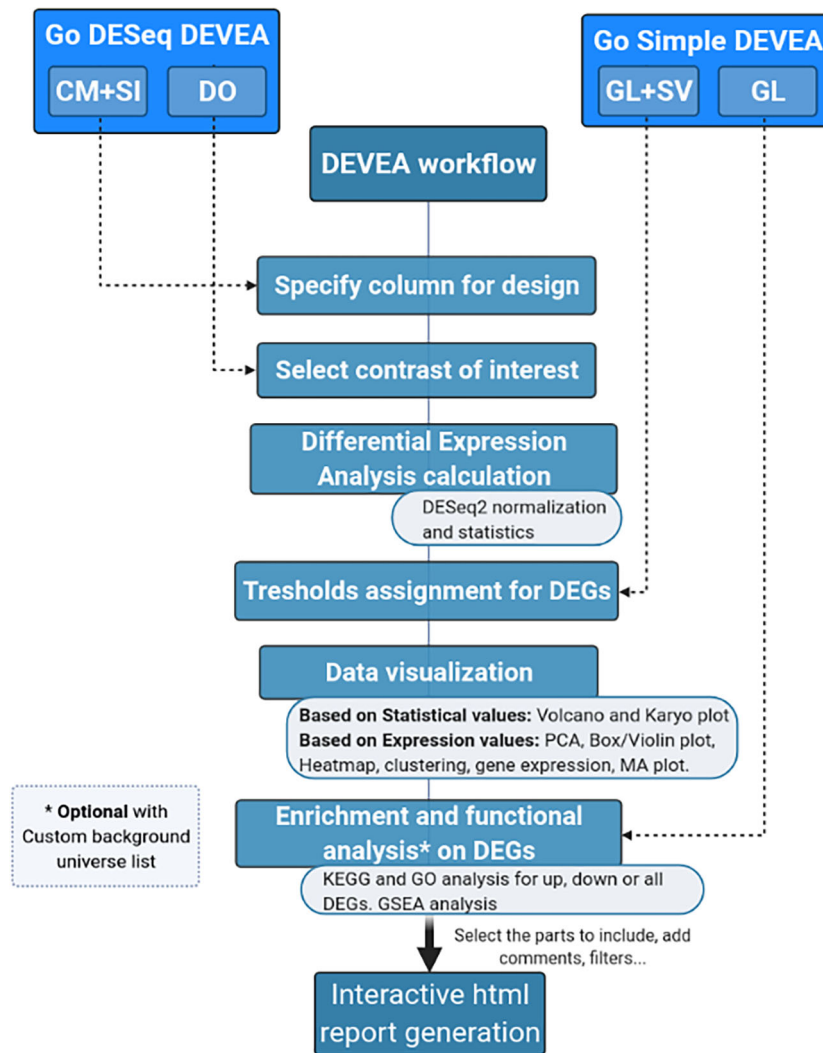 Go DESeq DEVEA
CM+SI
DO
Go Simple DEVEA
GL+SV
GL
DEVEA workflow
Specify column for design
Select contrast of interest
Differential Expression
Analysis calculation
DESeq2 normalization
and statistics
Tresholds assignment for DEGs
Data visualization
Based on Statistical values: Volcano and Karyo plot
Based on Expression values: PCA, Box/Violin plot,
Heatmap, clustering, gene expression, MA plot.
* Optional with
Custom background
universe list
Enrichment and functional
analysis* on DEGs
KEGG and GO analysis for up, down or all
DEGs. GSEA analysis
Select the parts to include, add
comments, filters...
Interactive html
report generation